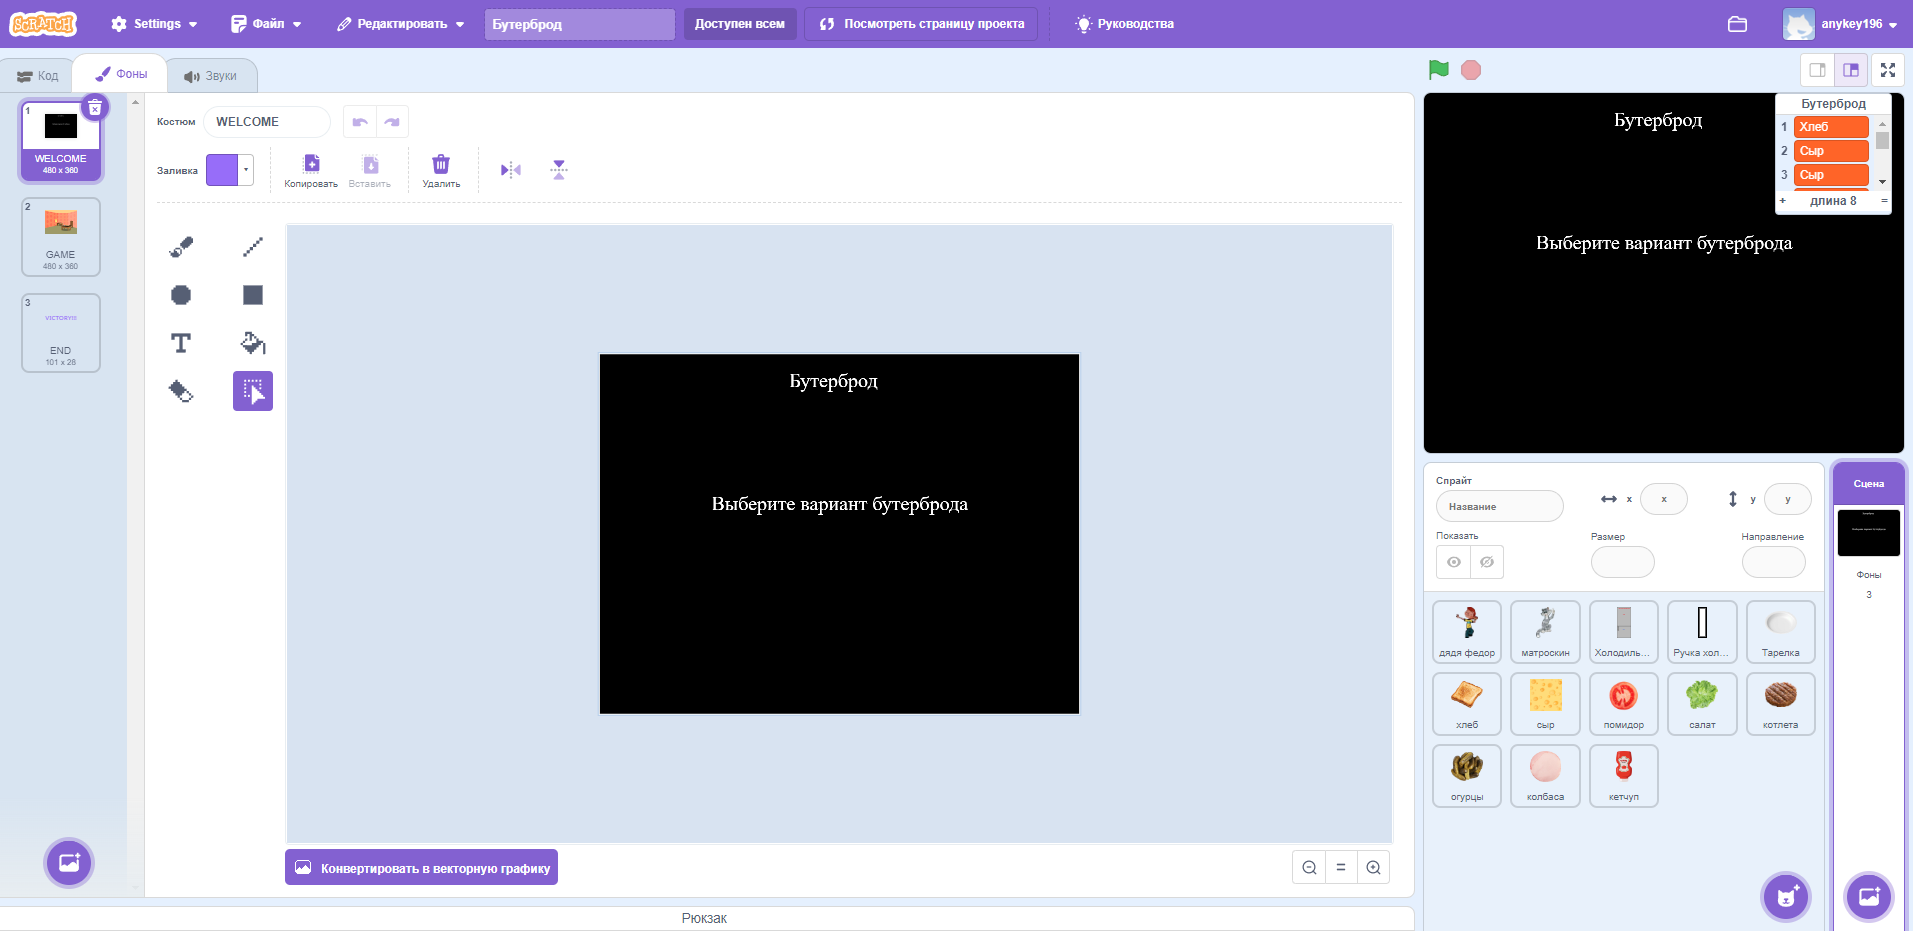 SCRATCH
Settings
Файл
Редактировать
Бутерброд
Доступен всем
Посмотреть страницу проекта
Руководства
anykey196
Код
Фоны
Звуки
1
WELCOME
480 x 360
2
GAME
480 x 360
3
VICTORY!!!
END
101 x 28
Костюм
WELCOME
Заливка
Копировать
Вставить
Удалить
Бутерброд
Выберите вариант бутерброда
Конвертировать в векторную графику
Рюкзак
Бутерброд
Выберите вариант бутерброда
Бутерброд
1 Хлеб
2 Сыр
3 Сыр
+ длина 8 =
Спрайт
Название
x
x
y
y
Показать
Размер
Направление
Сцена
Фоны
3
дядя федор
матроскин
Холодиль...
Ручка хол...
Тарелка
хлеб
сыр
помидор
салат
котлета
огурцы
колбаса
кетчуп